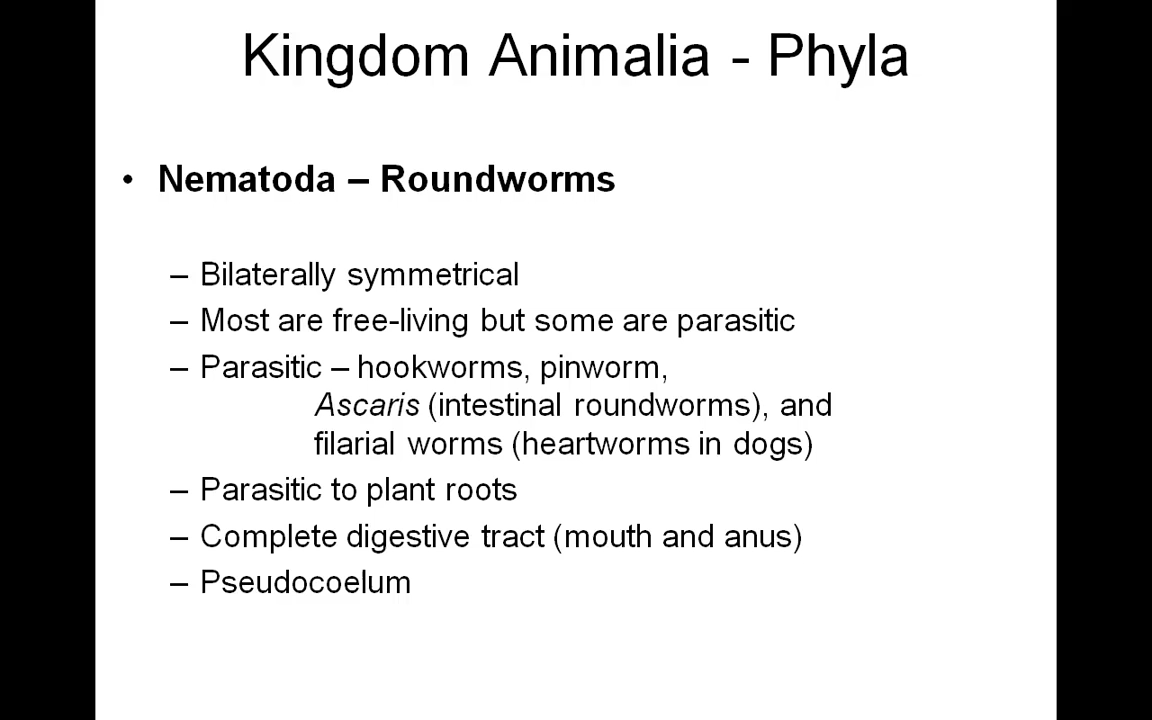 Kingdom Animalia - Phyla
• Nematoda – Roundworms
– Bilaterally symmetrical
– Most are free-living but some are parasitic
– Parasitic – hookworms, pinworm,
Ascaris (intestinal roundworms), and
filarial worms (heartworms in dogs)
– Parasitic to plant roots
– Complete digestive tract (mouth and anus)
– Pseudocoelum